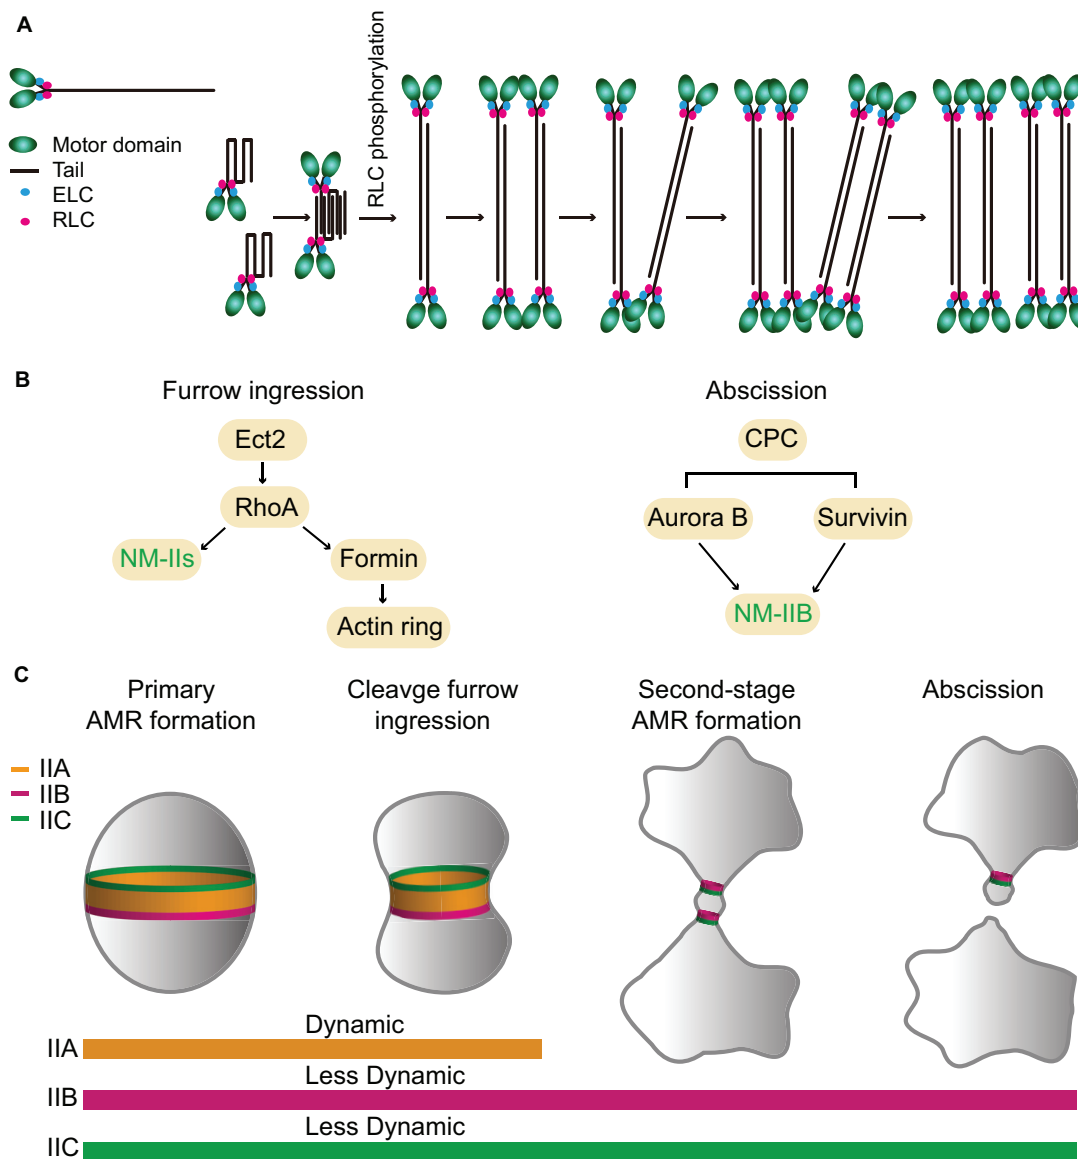 A
RLC phosphorylation
Motor domain
Tail
ELC
RLC
B
Furrow ingression
Ect2
RhoA
NM-IIs
Formin
Actin ring
Abscission
CPC
Aurora B
Survivin
NM-IIB
C
Primary
AMR formation
Cleavge furrow
ingression
Second-stage
AMR formation
Abscission
IIA
IIB
IIC
Dynamic
IIA
Less Dynamic
IIB
Less Dynamic
IIC